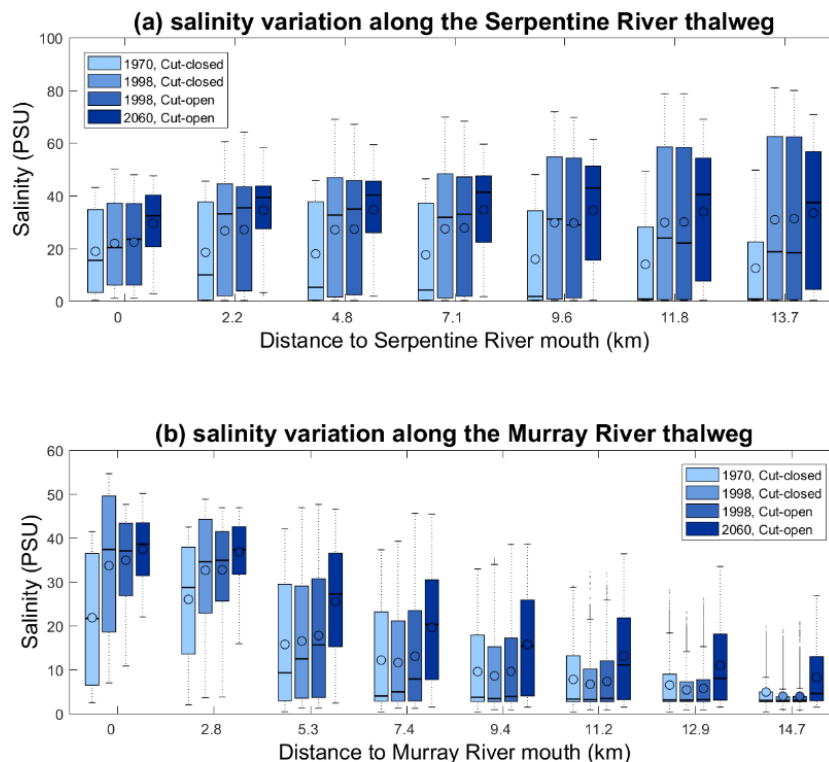 (a) salinity variation along the Serpentine River thalweg
100
80
60
40
20
0
Salinity (PSU)
1970, Cut-closed
1998, Cut-closed
1998, Cut-open
2060, Cut-open
0 2.2 4.8 7.1 9.6 11.8 13.7
Distance to Serpentine River mouth (km)
(b) salinity variation along the Murray River thalweg
60
50
40
30
20
10
0
Salinity (PSU)
1970, Cut-closed
1998, Cut-closed
1998, Cut-open
2060, Cut-open
0 2.8 5.3 7.4 9.4 11.2 12.9 14.7
Distance to Murray River mouth (km)